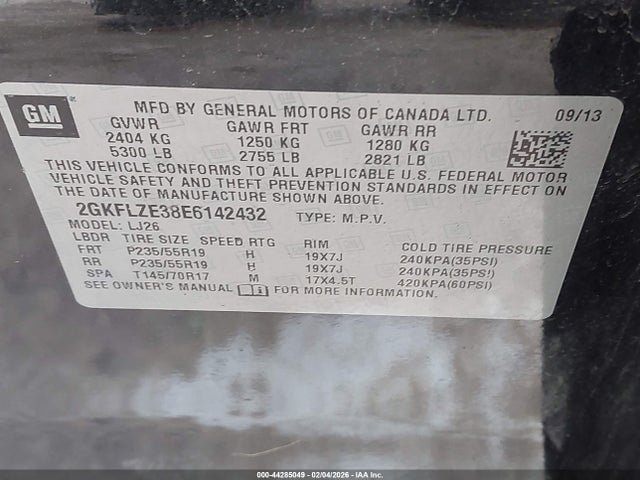 GM
MFD BY GENERAL MOTORS OF CANADA LTD. 09/13
GVWR GAWR FRT GAWR RR
2404 KG 1250 KG 1280 KG
5300 LB 2755 LB 2821 LB
THIS VEHICLE CONFORMS TO ALL APPLICABLE U.S. FEDERAL MOTOR
VEHICLE SAFETY AND THEFT PREVENTION STANDARDS IN EFFECT ON
THE DATE OF MANUFACTURE SHOWN ABOVE.
2GKFLZE38E6142432 TYPE: M.P.V.
MODEL: LJ26
LBDR TIRE SIZE SPEED RTG RIM COLD TIRE PRESSURE
FRT P235/55R19 H 19X7J 240KPA(35PSI)
RR P235/55R19 H 19X7J 240KPA(35PSI)
SPA T145/70R17 M 17X4.5T 420KPA(60PSI)
SEE OWNER'S MANUAL FOR MORE INFORMATION.
000-44285049 - 02/04/2026 - IAA Inc.